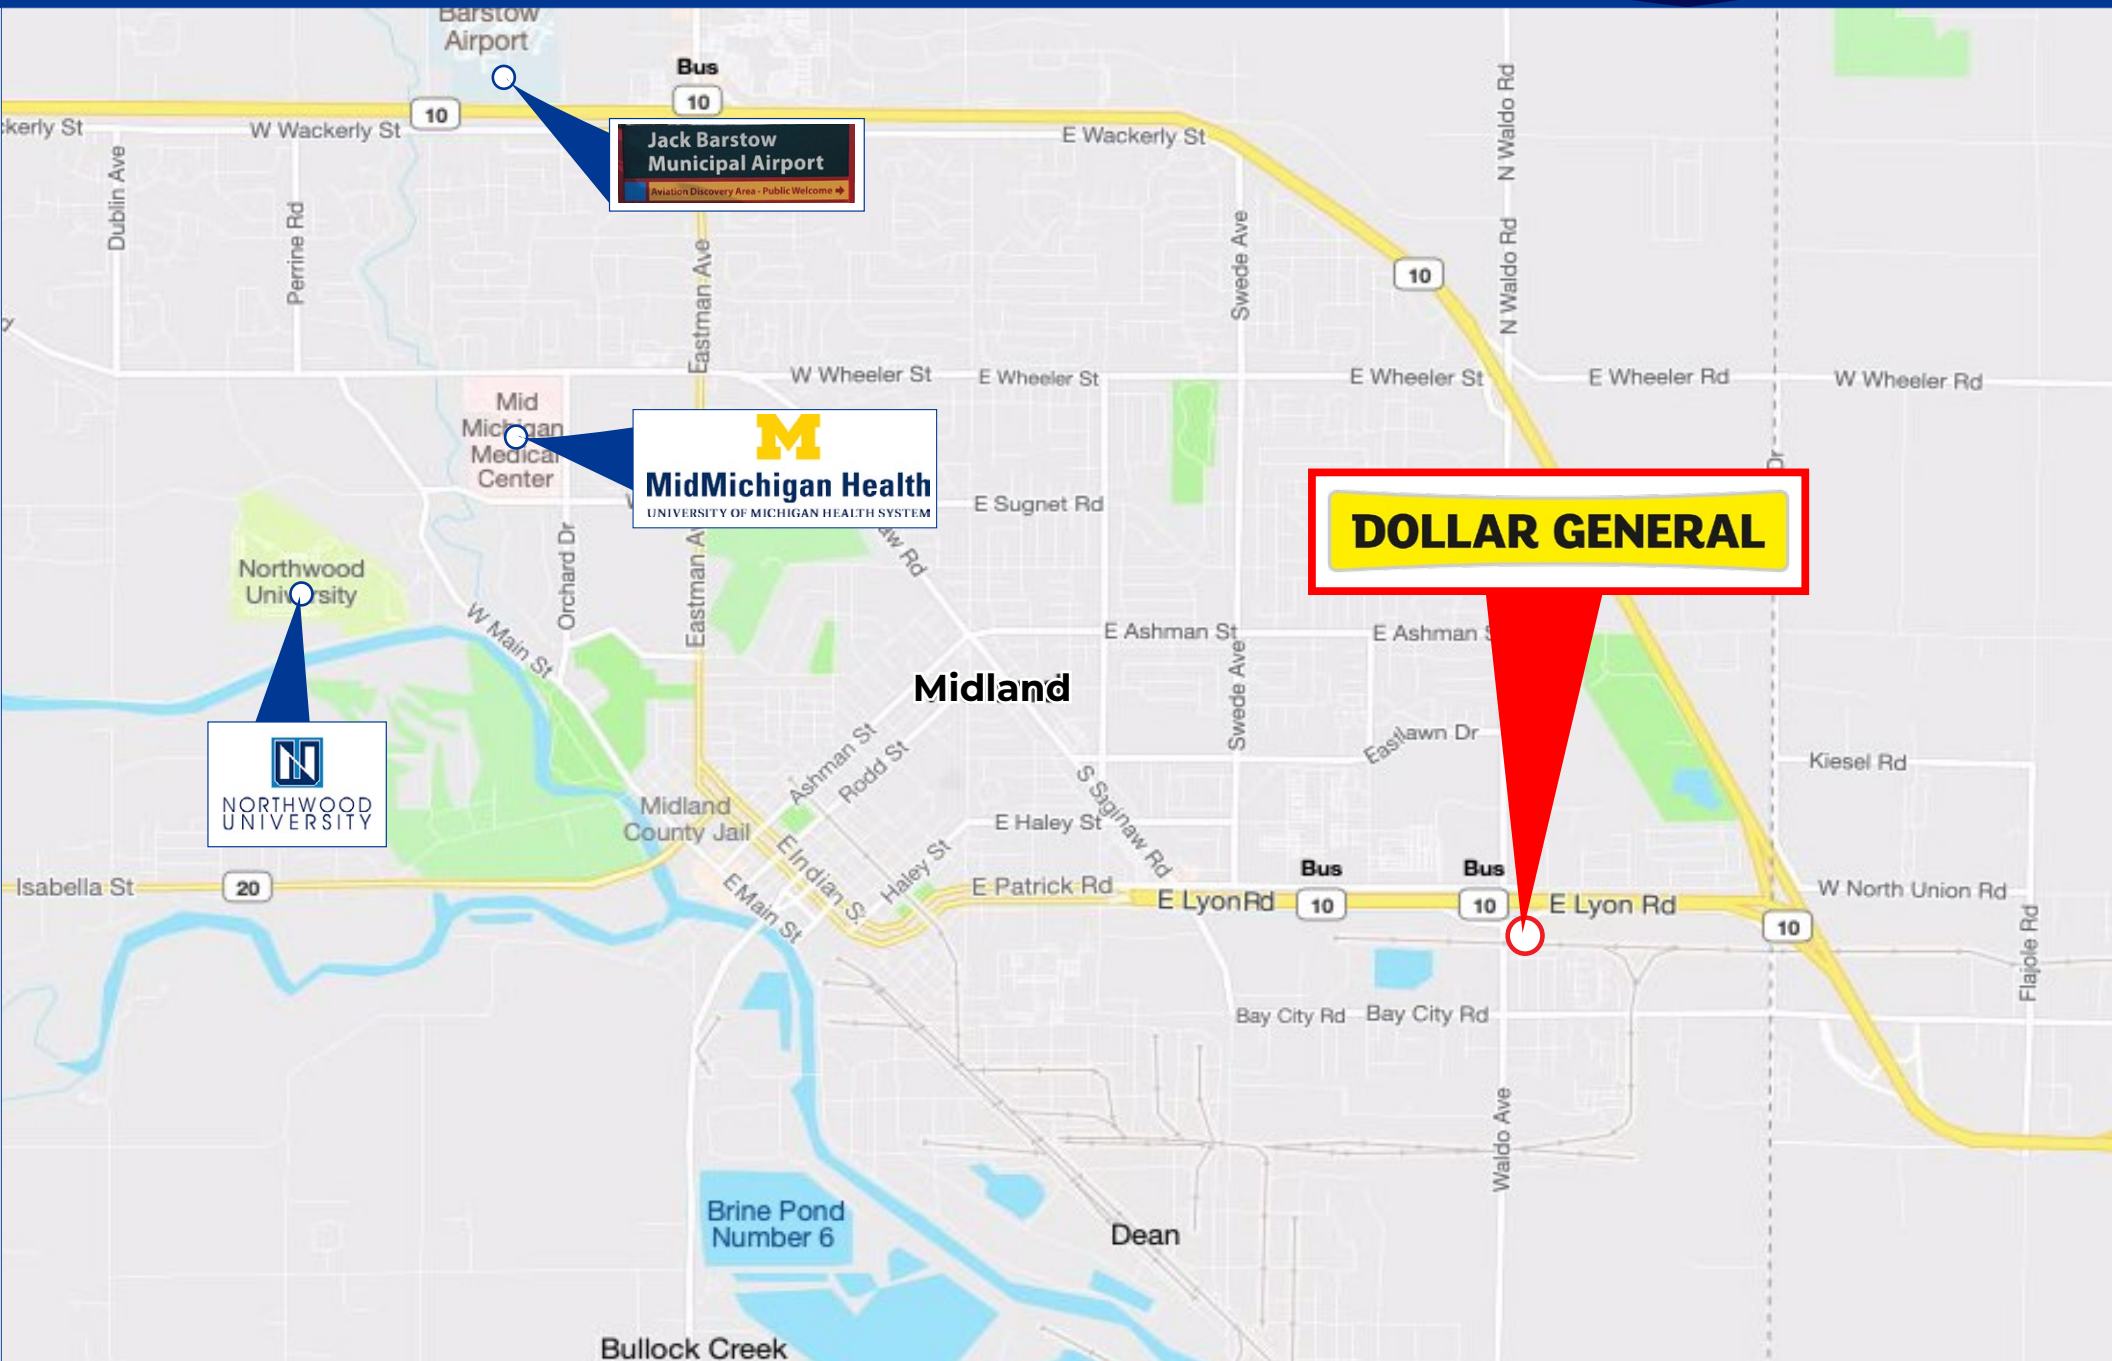 Barstow
Airport
Bus
10
10
kerly St
W Wackerly St
E Wackerly St
Jack Barstow
Municipal Airport
Aviation Discovery Area - Public Welcome
N Waldo Rd
Dublin Ave
Perrine Rd
Eastman Ave
Swede Ave
N Waldo Rd
10
W Wheeler St
E Wheeler St
E Wheeler St
E Wheeler Rd
W Wheeler Rd
Mid
Michigan
Medical
Center
M
MidMichigan Health
UNIVERSITY OF MICHIGAN HEALTH SYSTEM
E Sugnet Rd
Dr
DOLLAR GENERAL
aw Rd
Northwood
University
Orchard Dr
Eastman Av
W Main St
E Ashman St
E Ashman S
Midland
Swede Ave
Eastlawn Dr
Kiesel Rd
N
NORTHWOOD
UNIVERSITY
Ashman St
Rodd St
S Saginaw Rd
Midland
County Jail
E Haley St
Haley St
E Indian St
E Main St
Isabella St
20
E Patrick Rd
Bus
Bus
E Lyon Rd
10
10
E Lyon Rd
W North Union Rd
10
Flajole Rd
Bay City Rd
Bay City Rd
Waldo Ave
Brine Pond
Number 6
Dean
Bullock Creek